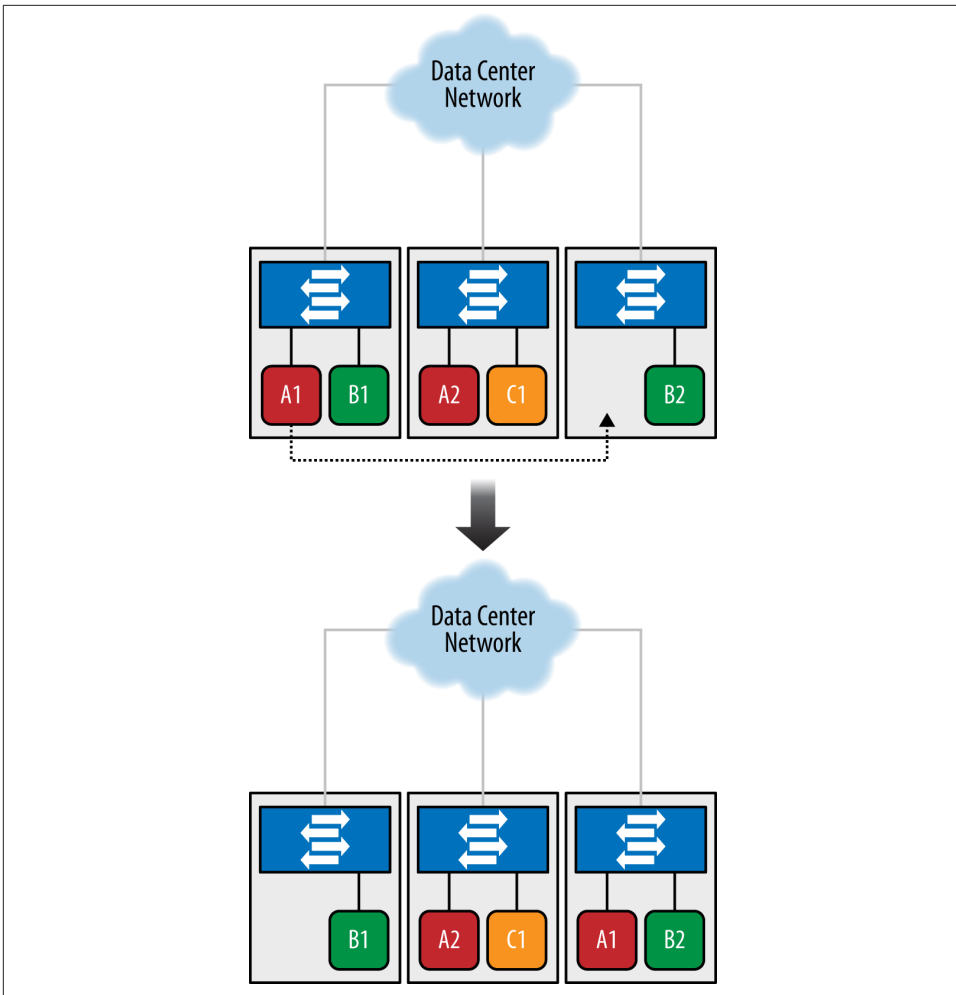 Data Center
Network
A1
B1
A2
C1
B2
Data Center
Network
B1
A2
C1
A1
B2